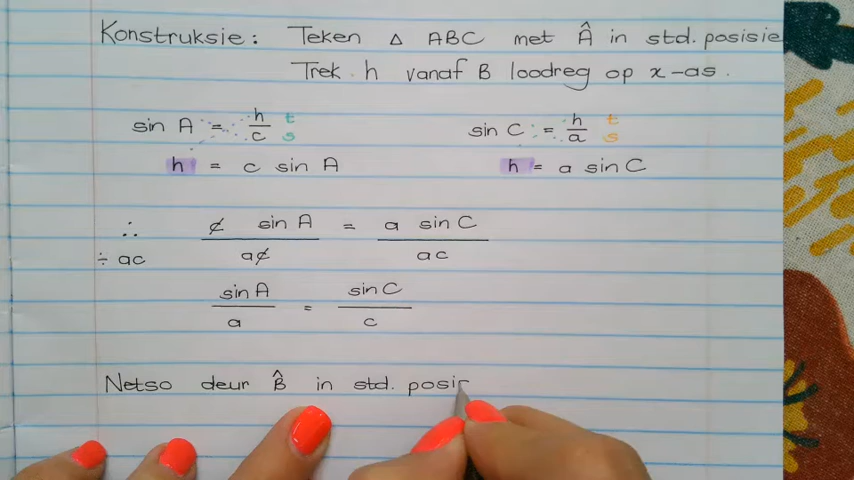 Konstruksie: Teken △ ABC met Â in std. posisie
Trek h vanaf B loodreg op x-as.
sin A = h/c t s
sin C = h/a t s
h = c sin A
h = a sin C
∴ c sin A / ac = a sin C / ac
÷ ac
sin A / a = sin C / c
Netso deur B̂ in std. posis